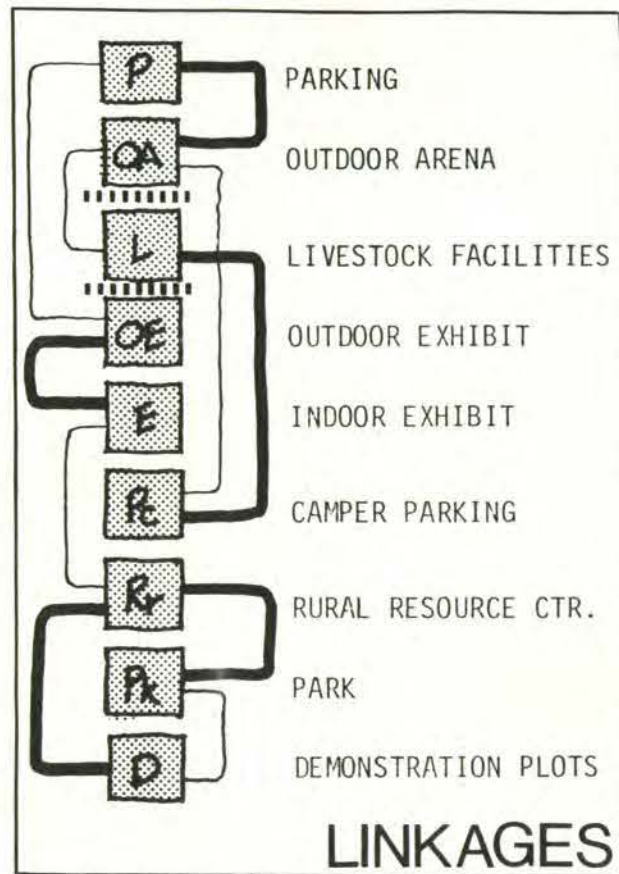 P PARKING
OA OUTDOOR ARENA
L LIVESTOCK FACILITIES
OE OUTDOOR EXHIBIT
E INDOOR EXHIBIT
Pc CAMPER PARKING
Rr RURAL RESOURCE CTR.
Pk PARK
D DEMONSTRATION PLOTS
LINKAGES